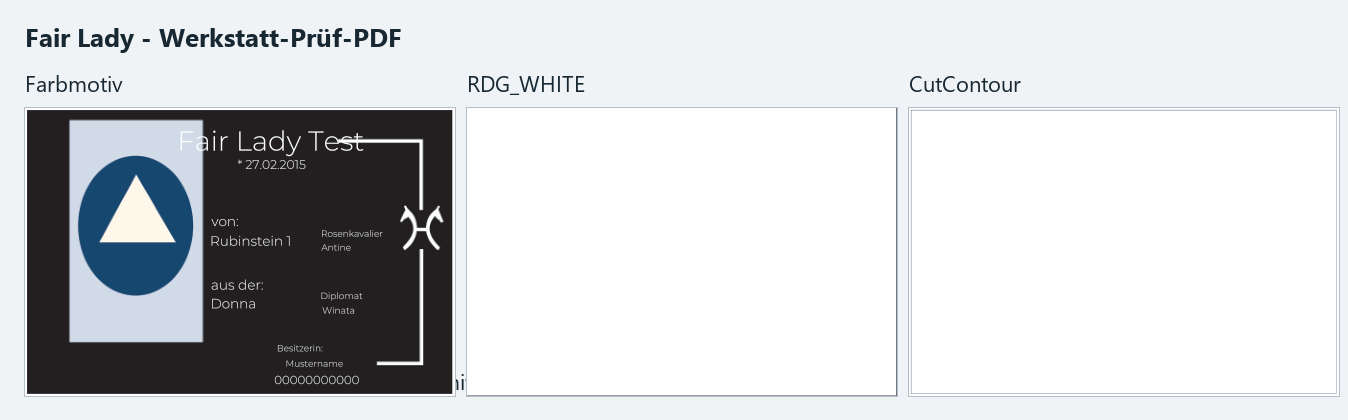 Fair Lady - Werkstatt-Prüf-PDF
Farbmotiv
RDG_WHITE
CutContour
Fair Lady Test
* 27.02.2015
von:
Rubinstein 1
Rosenkavalier
Antine
aus der:
Donna
Diplomat
Winata
Besitzerin:
Mustername
00000000000